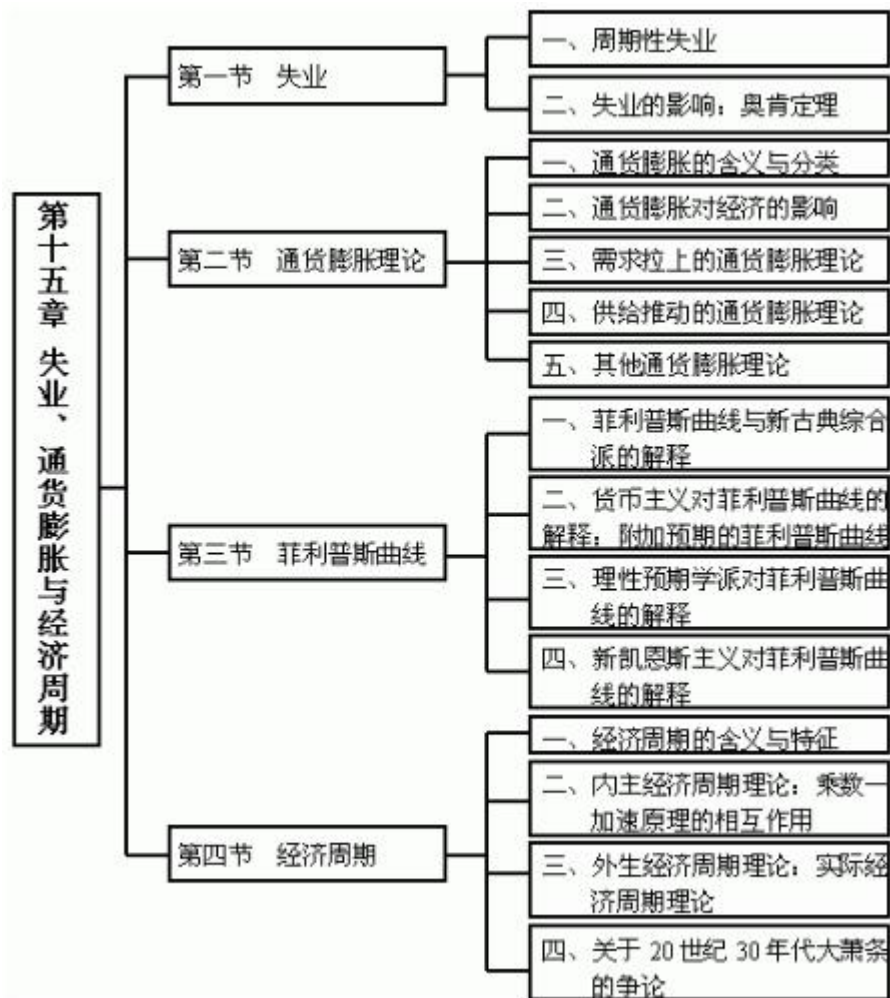 第十五章 失业、通货膨胀与经济周期
第一节 失业
一、周期性失业
二、失业的影响：奥肯定理
第二节 通货膨胀理论
一、通货膨胀的含义与分类
二、通货膨胀对经济的影响
三、需求拉上的通货膨胀理论
四、供给推动的通货膨胀理论
五、其他通货膨胀理论
第三节 菲利普斯曲线
一、菲利普斯曲线与新古典综合
派的解释
二、货币主义对菲利普斯曲线的
解释：附加预期的菲利普斯曲线
三、理性预期学派对菲利普斯曲
线的解释
四、新凯恩斯主义对菲利普斯曲
线的解释
第四节 经济周期
一、经济周期的含义与特征
二、内主经济周期理论：乘数一
加速原理的相互作用
三、外生经济周期理论：实际经
济周期理论
四、关于 20 世纪 30 年代大萧条
的争论